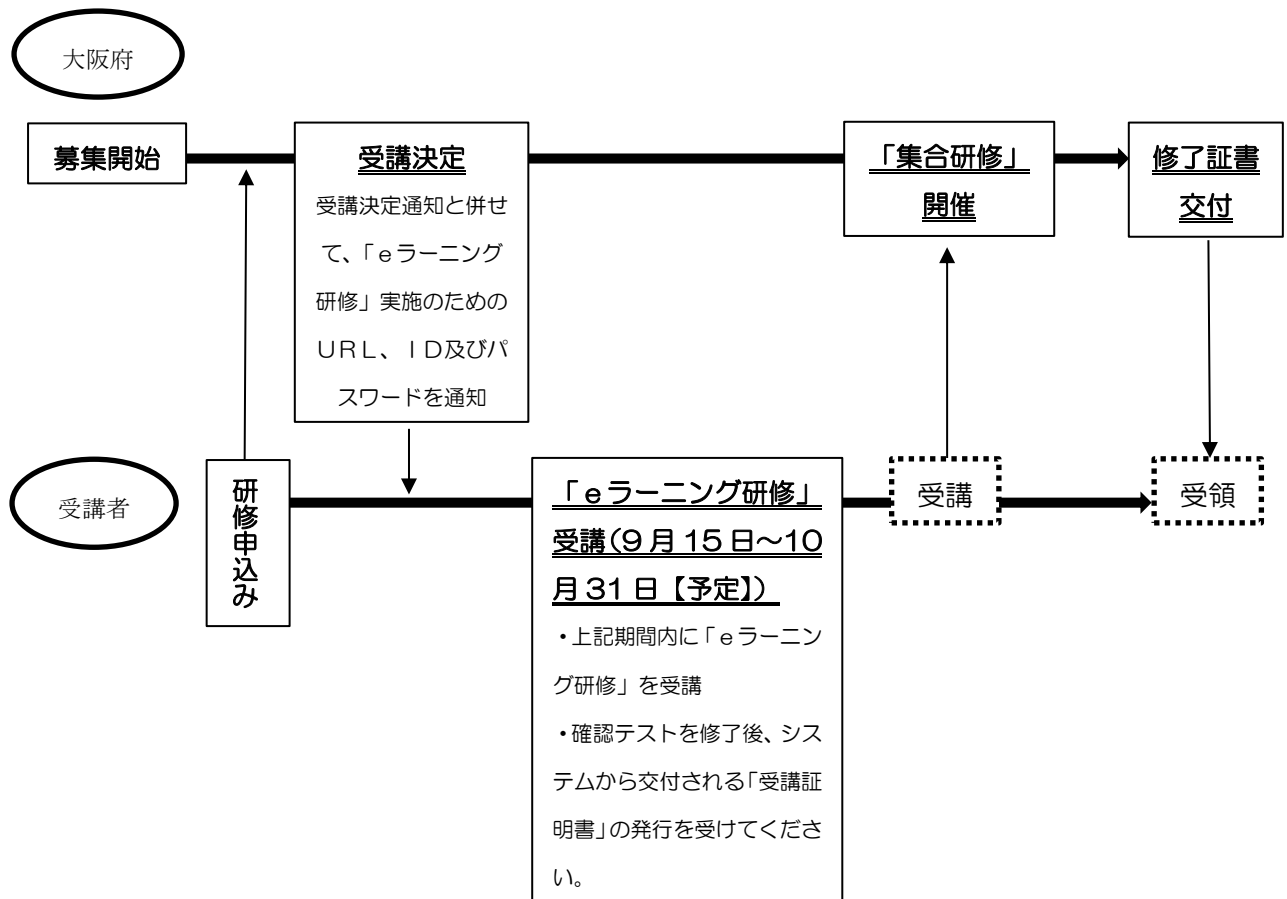 大阪府
募集開始
受講決定
受講決定通知と併せ
て、「eラーニング
研修」実施のための
URL、ID及びパ
スワードを通知
「集合研修」
開催
修了証書
交付
受講者
研修申込み
「eラーニング研修」
受講(9月15日～10
月31日【予定】)
・上記期間内に「eラーニン
グ研修」を受講
・確認テストを修了後、シス
テムから交付される「受講証
明書」の発行を受けてくださ
い。
受講
受領